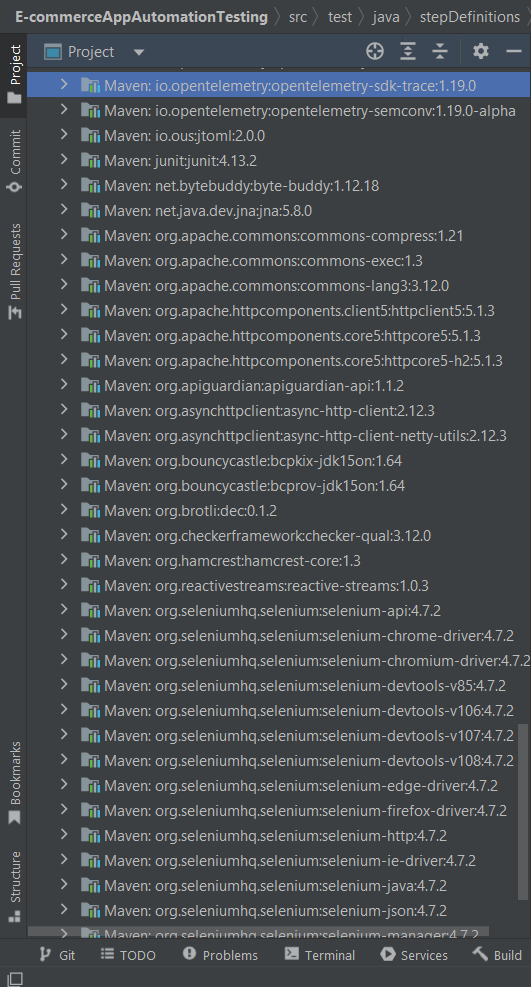 E-commerceAppAutomationTesting > src > test > java > stepDefinitions
Project
Project
Commit
Pull Requests
Maven: io.opentelemetry:opentelemetry-sdk-trace:1.19.0
Maven: io.opentelemetry:opentelemetry-semconv:1.19.0-alpha
Maven: io.ous:jtoml:2.0.0
Maven: junit:junit:4.13.2
Maven: net.bytebuddy:byte-buddy:1.12.18
Maven: net.java.dev.jna:jna:5.8.0
Maven: org.apache.commons:commons-compress:1.21
Maven: org.apache.commons:commons-exec:1.3
Maven: org.apache.commons:commons-lang3:3.12.0
Maven: org.apache.httpcomponents.client5:httpclient5:5.1.3
Maven: org.apache.httpcomponents.core5:httpcore5:5.1.3
Maven: org.apache.httpcomponents.core5:httpcore5-h2:5.1.3
Maven: org.apiguardian:apiguardian-api:1.1.2
Maven: org.asynchttpclient:async-http-client:2.12.3
Maven: org.asynchttpclient:async-http-client-netty-utils:2.12.3
Maven: org.bouncycastle:bcpkix-jdk15on:1.64
Maven: org.bouncycastle:bcprov-jdk15on:1.64
Maven: org.brotli:dec:0.1.2
Maven: org.checkerframework:checker-qual:3.12.0
Maven: org.hamcrest:hamcrest-core:1.3
Maven: org.reactivestreams:reactive-streams:1.0.3
Maven: org.seleniumhq.selenium:selenium-api:4.7.2
Maven: org.seleniumhq.selenium:selenium-chrome-driver:4.7.2
Maven: org.seleniumhq.selenium:selenium-chromium-driver:4.7.2
Maven: org.seleniumhq.selenium:selenium-devtools-v85:4.7.2
Maven: org.seleniumhq.selenium:selenium-devtools-v106:4.7.2
Maven: org.seleniumhq.selenium:selenium-devtools-v107:4.7.2
Maven: org.seleniumhq.selenium:selenium-devtools-v108:4.7.2
Maven: org.seleniumhq.selenium:selenium-edge-driver:4.7.2
Maven: org.seleniumhq.selenium:selenium-firefox-driver:4.7.2
Maven: org.seleniumhq.selenium:selenium-http:4.7.2
Maven: org.seleniumhq.selenium:selenium-ie-driver:4.7.2
Maven: org.seleniumhq.selenium:selenium-java:4.7.2
Maven: org.seleniumhq.selenium:selenium-json:4.7.2
Maven: org.seleniumhq.selenium:selenium-manager:4.7.2
Bookmarks
Structure
Git TODO Problems Terminal Services Build